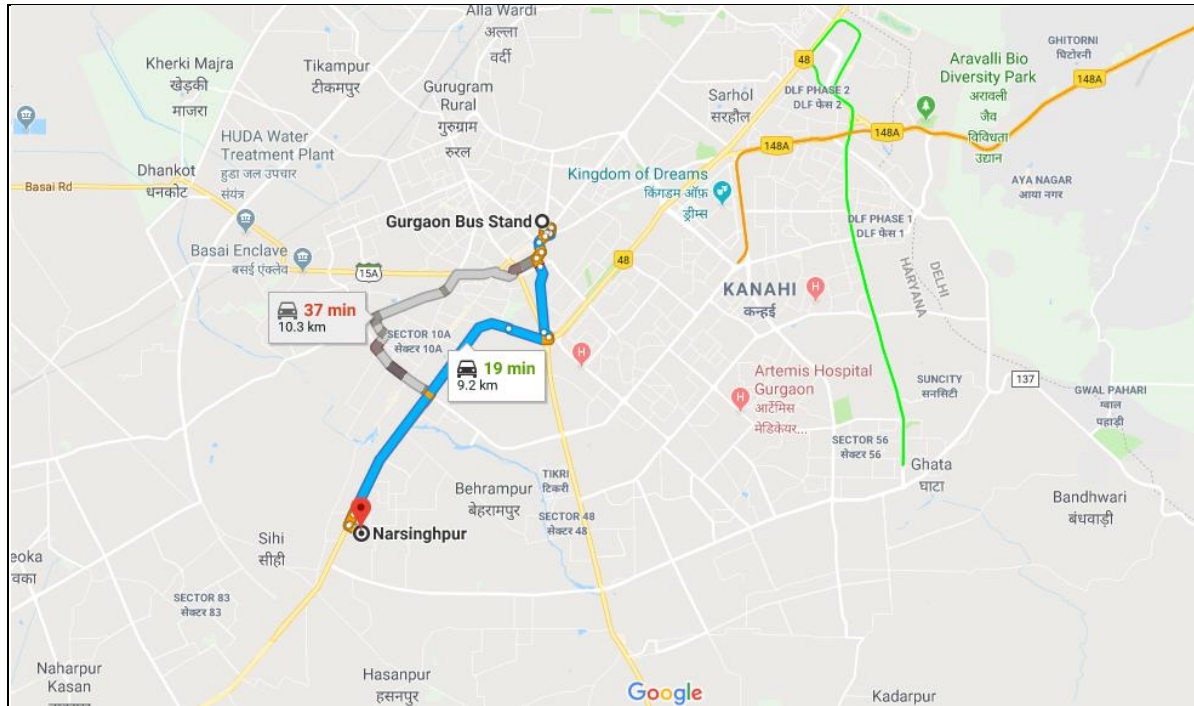 Alla Wardi
अल्ला
वर्दी
Kherki Majra
खेड़की
माजरा
Tikampur
टीकमपुर
Gurugram
Rural
गुरुग्राम
रुरल
48
GHITORNI
घिटोरनी
Aravalli Bio
Diversity Park
अरावली
जैव
विविधता
उद्यान
148A
DLF PHASE 2
DLF फेस 2
Sarhol
सरहौल
HUDA Water
Treatment Plant
हुडा जल उपचार
संयंत्र
148A
148A
Dhankot
धनकोट
Basai Rd
Kingdom of Dreams
किंगडम ऑफ़
ड्रीम्स
AYA NAGAR
आया नगर
Gurgaon Bus Stand
DLF PHASE 1
DLF फेस 1
Basai Enclave
बसई एंक्लेव
15A
48
DELHI
HARYANA
KANAHI
कन्हई
H
37 min
10.3 km
SECTOR 10A
सेक्टर 10A
19 min
9.2 km
H
Artemis Hospital
Gurgaon
आर्टेमिस
मेडिकेयर...
H
SUNCITY
सनसिटी
137
GWAL PAHARI
ग्वाल
पहाड़ी
SECTOR 56
सेक्टर 56
Ghata
घाटा
Bandhwari
बंधवाड़ी
TIKRI
टिकरी
Behrampur
बेहरामपुर
SECTOR 48
सेक्टर 48
Narsinghpur
Sihi
सीही
eoka
वका
SECTOR 83
सेक्टर 83
Naharpur
Kasan
Hasanpur
हसनपुर
Google
Kadarpur